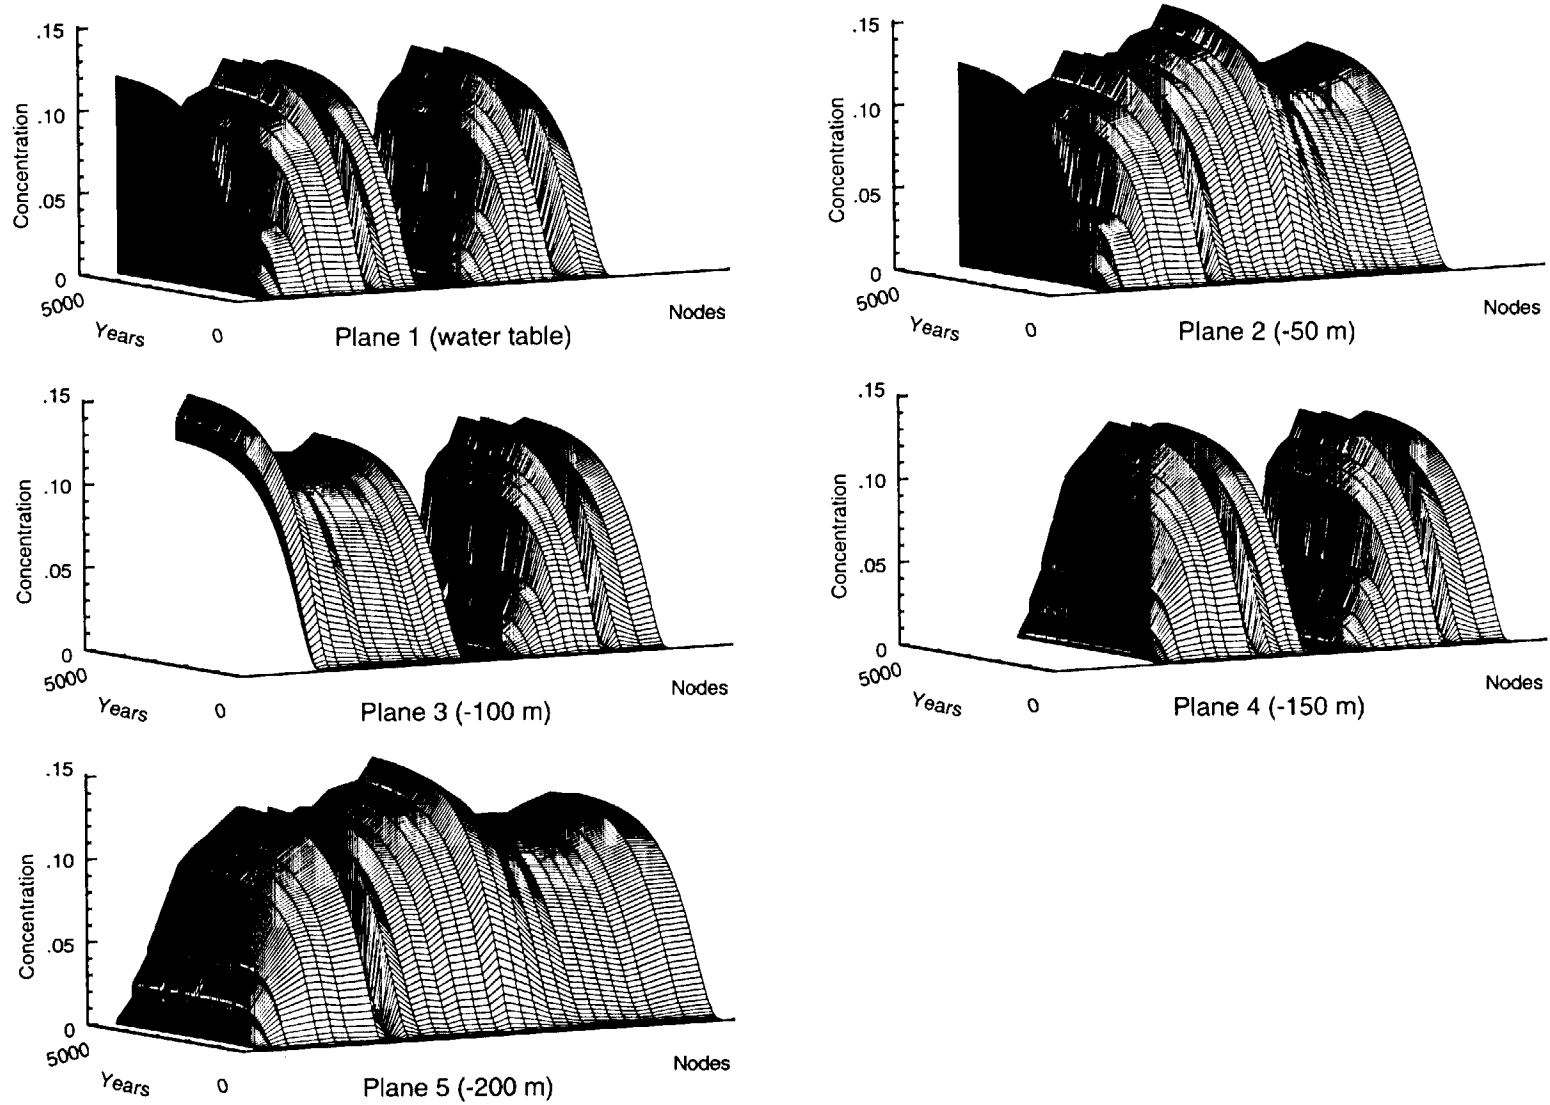 .15
.10
.05
0
Concentration
5000
Years
0
Nodes
Plane 1 (water table)
.15
.10
.05
0
Concentration
5000
Years
0
Nodes
Plane 2 (-50 m)
.15
.10
.05
0
Concentration
5000
Years
0
Nodes
Plane 3 (-100 m)
.15
.10
.05
0
Concentration
5000
Years
0
Nodes
Plane 4 (-150 m)
.15
.10
.05
0
Concentration
5000
Years
0
Nodes
Plane 5 (-200 m)